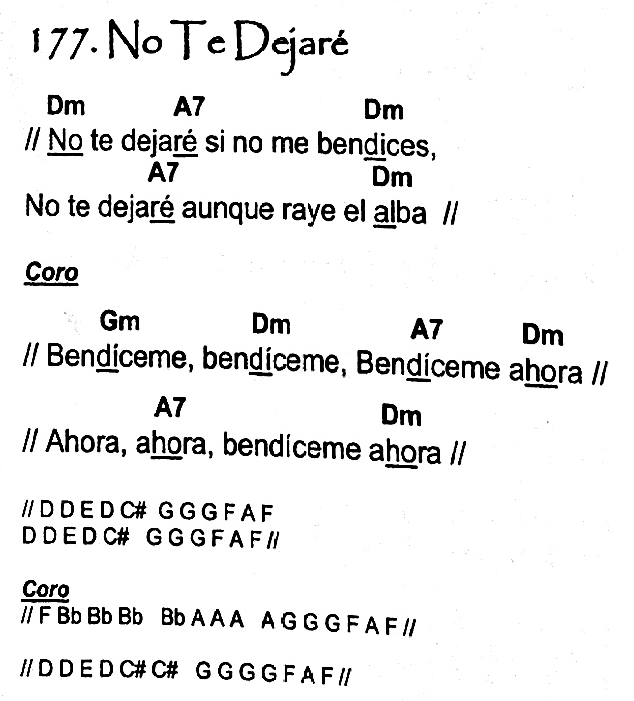 177. No Te Dejaré
Dm A7 Dm
// No te dejaré si no me bendices,
A7 Dm
No te dejaré aunque raye el alba //
Coro
Gm Dm A7 Dm
// Bendíceme, bendíceme, Bendíceme ahora //
A7 Dm
// Ahora, ahora, bendíceme ahora //
// D D E D C# G G G F A F
D D E D C# G G G F A F //
Coro
// F Bb Bb Bb Bb A A A A G G G F A F //
// D D E D C# C# G G G G F A F //